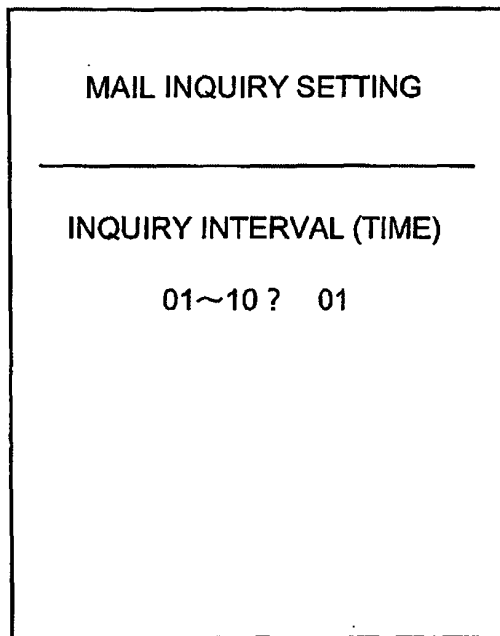 MAIL INQUIRY SETTING
INQUIRY INTERVAL (TIME)
01～10 ? 01